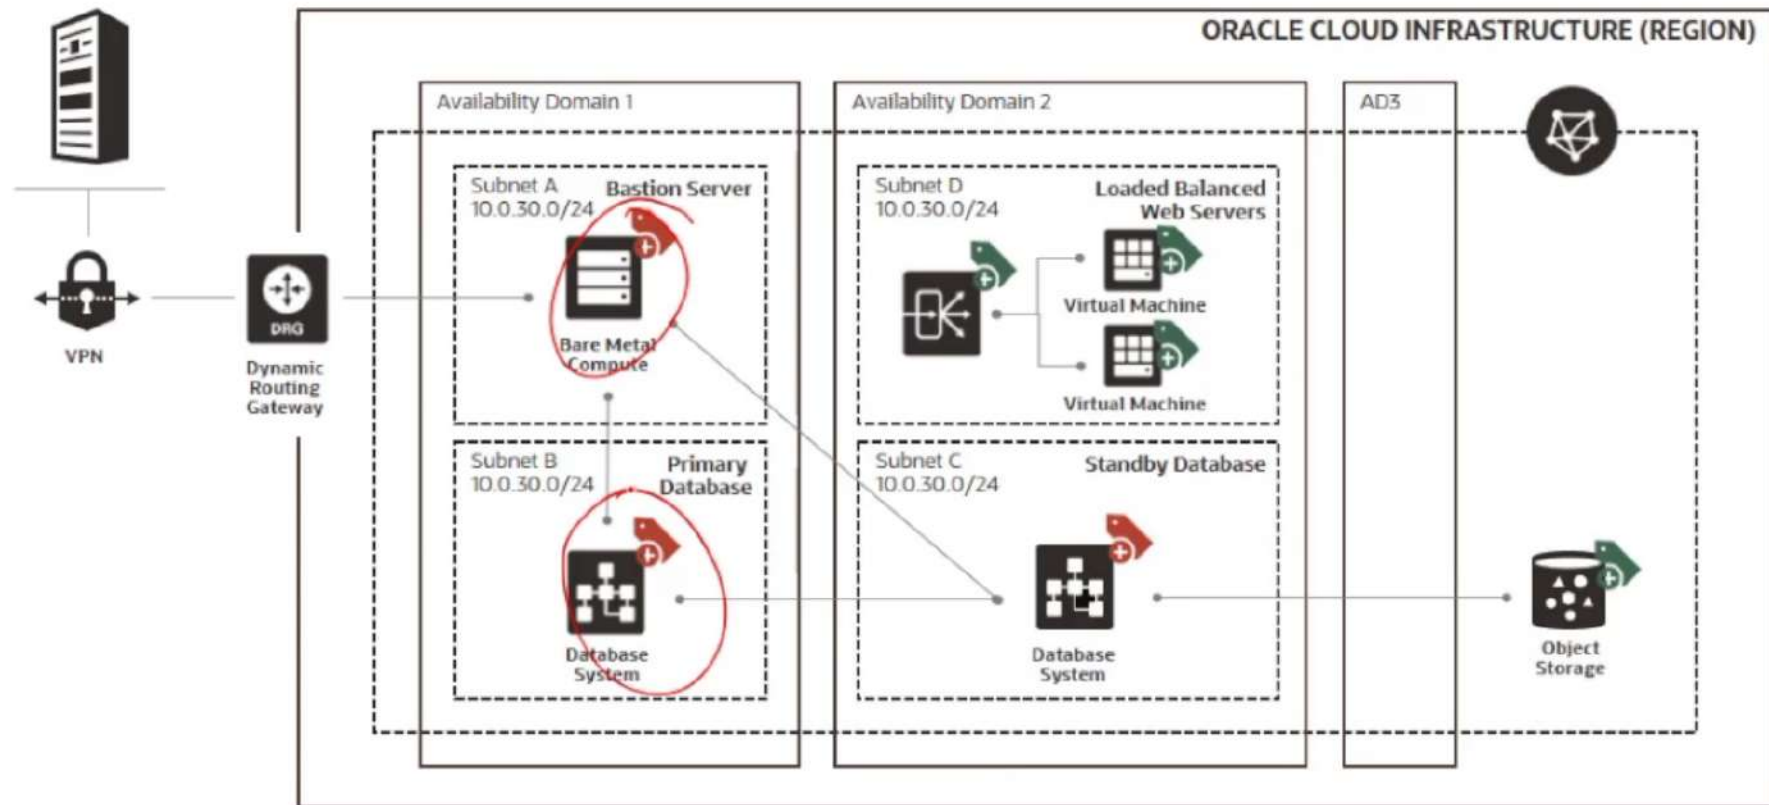 ORACLE CLOUD INFRASTRUCTURE (REGION)
Availability Domain 1
Availability Domain 2
AD3
Subnet A
10.0.30.0/24
Bastion Server
Bare Metal
Compute
Subnet D
10.0.30.0/24
Loaded Balanced
Web Servers
Virtual Machine
Virtual Machine
VPN
DRG
Dynamic
Routing
Gateway
Subnet B
10.0.30.0/24
Primary
Database
Database
System
Subnet C
10.0.30.0/24
Standby Database
Database
System
Object
Storage